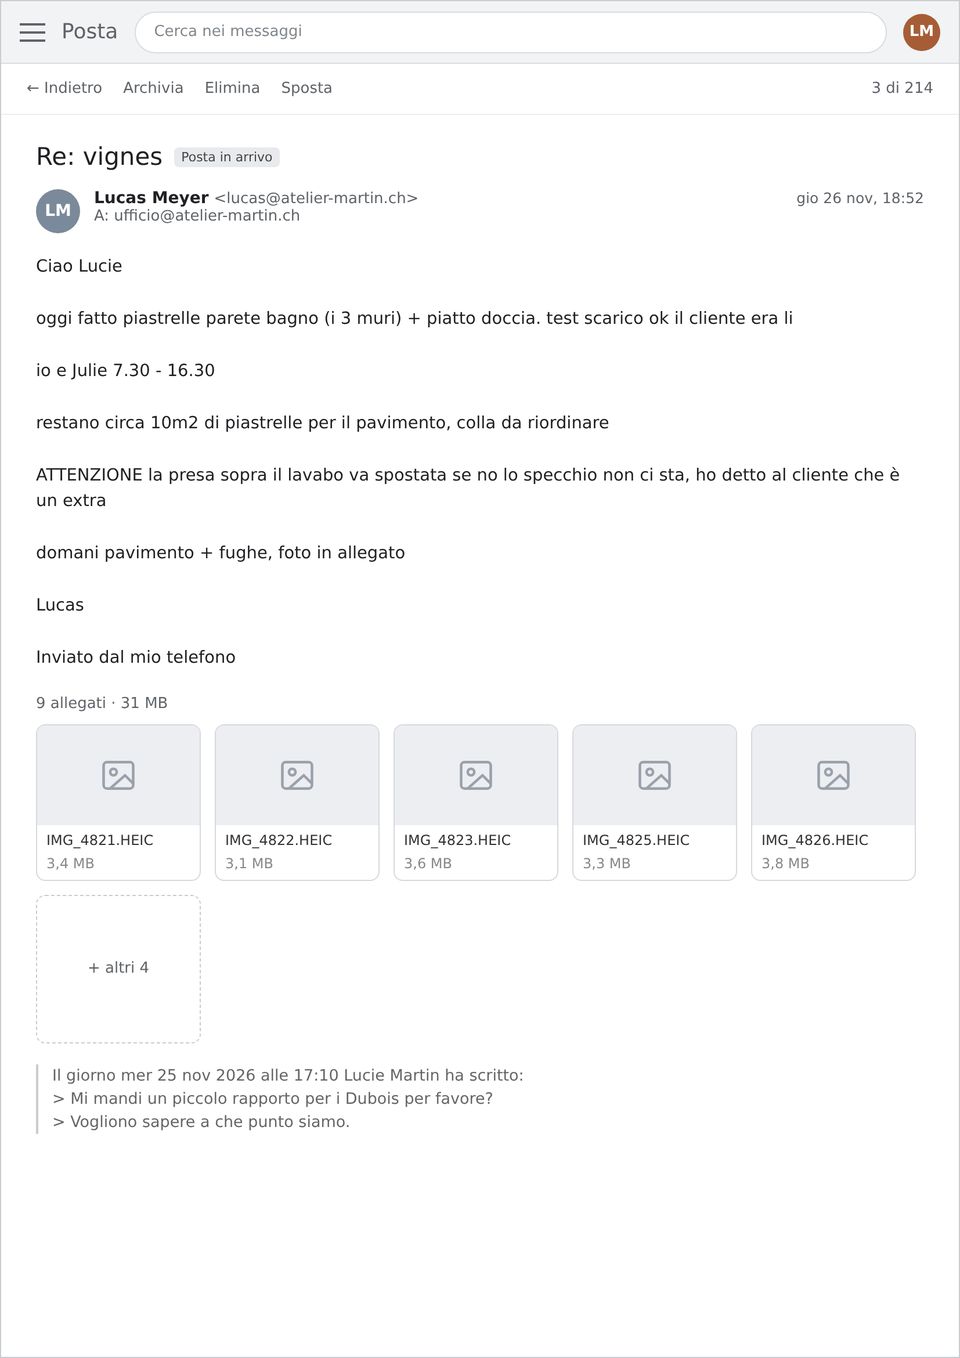 Posta
Cerca nei messaggi
LM
← Indietro
Archivia
Elimina
Sposta
3 di 214
Re: vignes
Posta in arrivo
LM
Lucas Meyer <lucas@atelier-martin.ch>
gio 26 nov, 18:52
A: ufficio@atelier-martin.ch
Ciao Lucie
oggi fatto piastrelle parete bagno (i 3 muri) + piatto doccia. test scarico ok il cliente era li
io e Julie 7.30 - 16.30
restano circa 10m2 di piastrelle per il pavimento, colla da riordinare
ATTENZIONE la presa sopra il lavabo va spostata se no lo specchio non ci sta, ho detto al cliente che è
un extra
domani pavimento + fughe, foto in allegato
Lucas
Inviato dal mio telefono
9 allegati · 31 MB
IMG_4821.HEIC
3,4 MB
IMG_4822.HEIC
3,1 MB
IMG_4823.HEIC
3,6 MB
IMG_4825.HEIC
3,3 MB
IMG_4826.HEIC
3,8 MB
+ altri 4
Il giorno mer 25 nov 2026 alle 17:10 Lucie Martin ha scritto:
> Mi mandi un piccolo rapporto per i Dubois per favore?
> Vogliono sapere a che punto siamo.